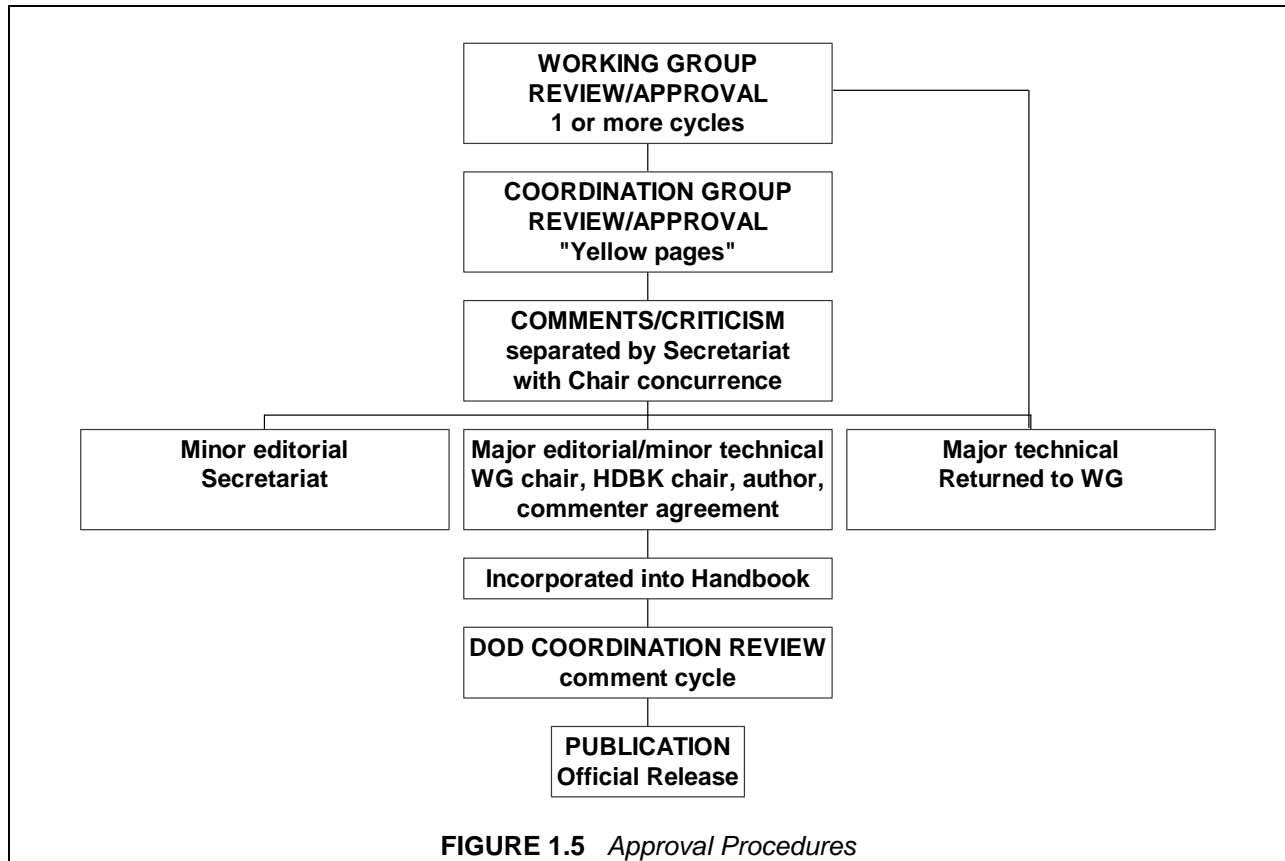 WORKING GROUP
REVIEW/APPROVAL
1 or more cycles
COORDINATION GROUP
REVIEW/APPROVAL
"Yellow pages"
COMMENTS/CRITICISM
separated by Secretariat
with Chair concurrence
Minor editorial
Secretariat
Major editorial/minor technical
WG chair, HDBK chair, author,
commenter agreement
Major technical
Returned to WG
Incorporated into Handbook
DOD COORDINATION REVIEW
comment cycle
PUBLICATION
Official Release
FIGURE 1.5 Approval Procedures